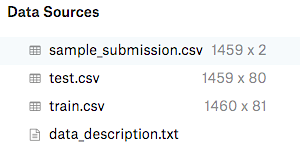 Data Sources
sample_submission.csv 1459 x 2
test.csv 1459 x 80
train.csv 1460 x 81
data_description.txt